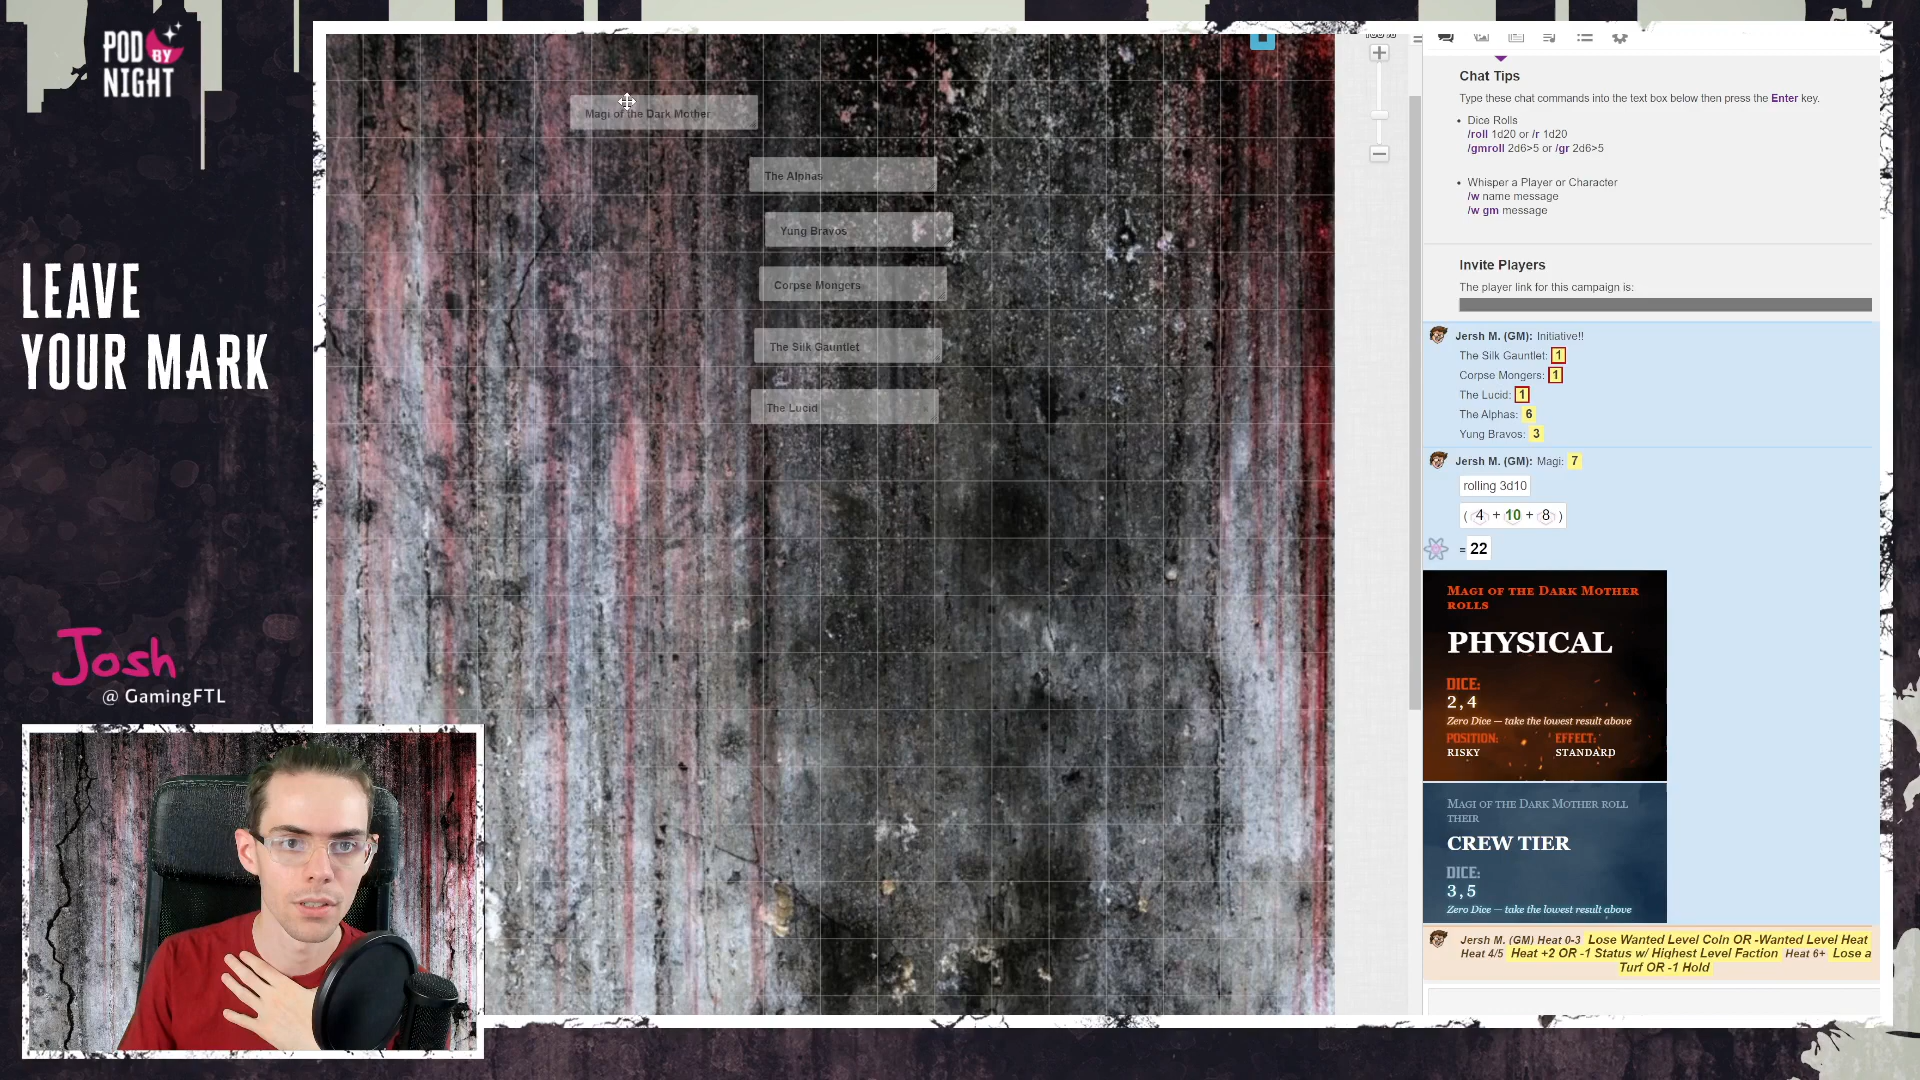 POD
BY
NIGHT
LEAVE
YOUR MARK
Josh
@ GamingFTL
Magi of the Dark Mother
The Alphas
Yung Bravos
Corpse Mongers
The Silk Gauntlet
The Lucid
Chat Tips
Type these chat commands into the text box below then press the Enter key.
• Dice Rolls
/roll 1d20 or /r 1d20
/gmroll 2d6>5 or /gr 2d6>5
• Whisper a Player or Character
/w name message
/w gm message
Invite Players
The player link for this campaign is:
Jersh M. (GM): Initiative!!
The Silk Gauntlet: 1
Corpse Mongers: 1
The Lucid: 1
The Alphas: 6
Yung Bravos: 3
Jersh M. (GM): Magi: 7
rolling 3d10
( 4 + 10 + 8 )
= 22
MAGI OF THE DARK MOTHER
ROLLS
PHYSICAL
DICE:
2,4
Zero Dice — take the lowest result above
POSITION: EFFECT:
RISKY STANDARD
MAGI OF THE DARK MOTHER ROLL
THEIR
CREW TIER
DICE:
3,5
Zero Dice — take the lowest result above
Jersh M. (GM) Heat 0-3 Lose Wanted Level Coin OR -Wanted Level Heat
Heat 4/5 Heat +2 OR -1 Status w/ Highest Level Faction Heat 6+ Lose a
Turf OR -1 Hold